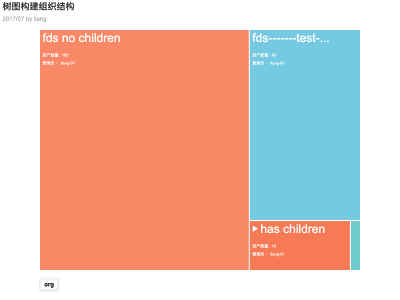 树图构建组织结构
2017/07 by liang
fds no children
资产数量 : 100
管理员 : liang-01
fds-------test-...
资产数量 : 42
管理员 : liang-01
▶ has children
资产数量 : 18
管理员 : liang-01
org